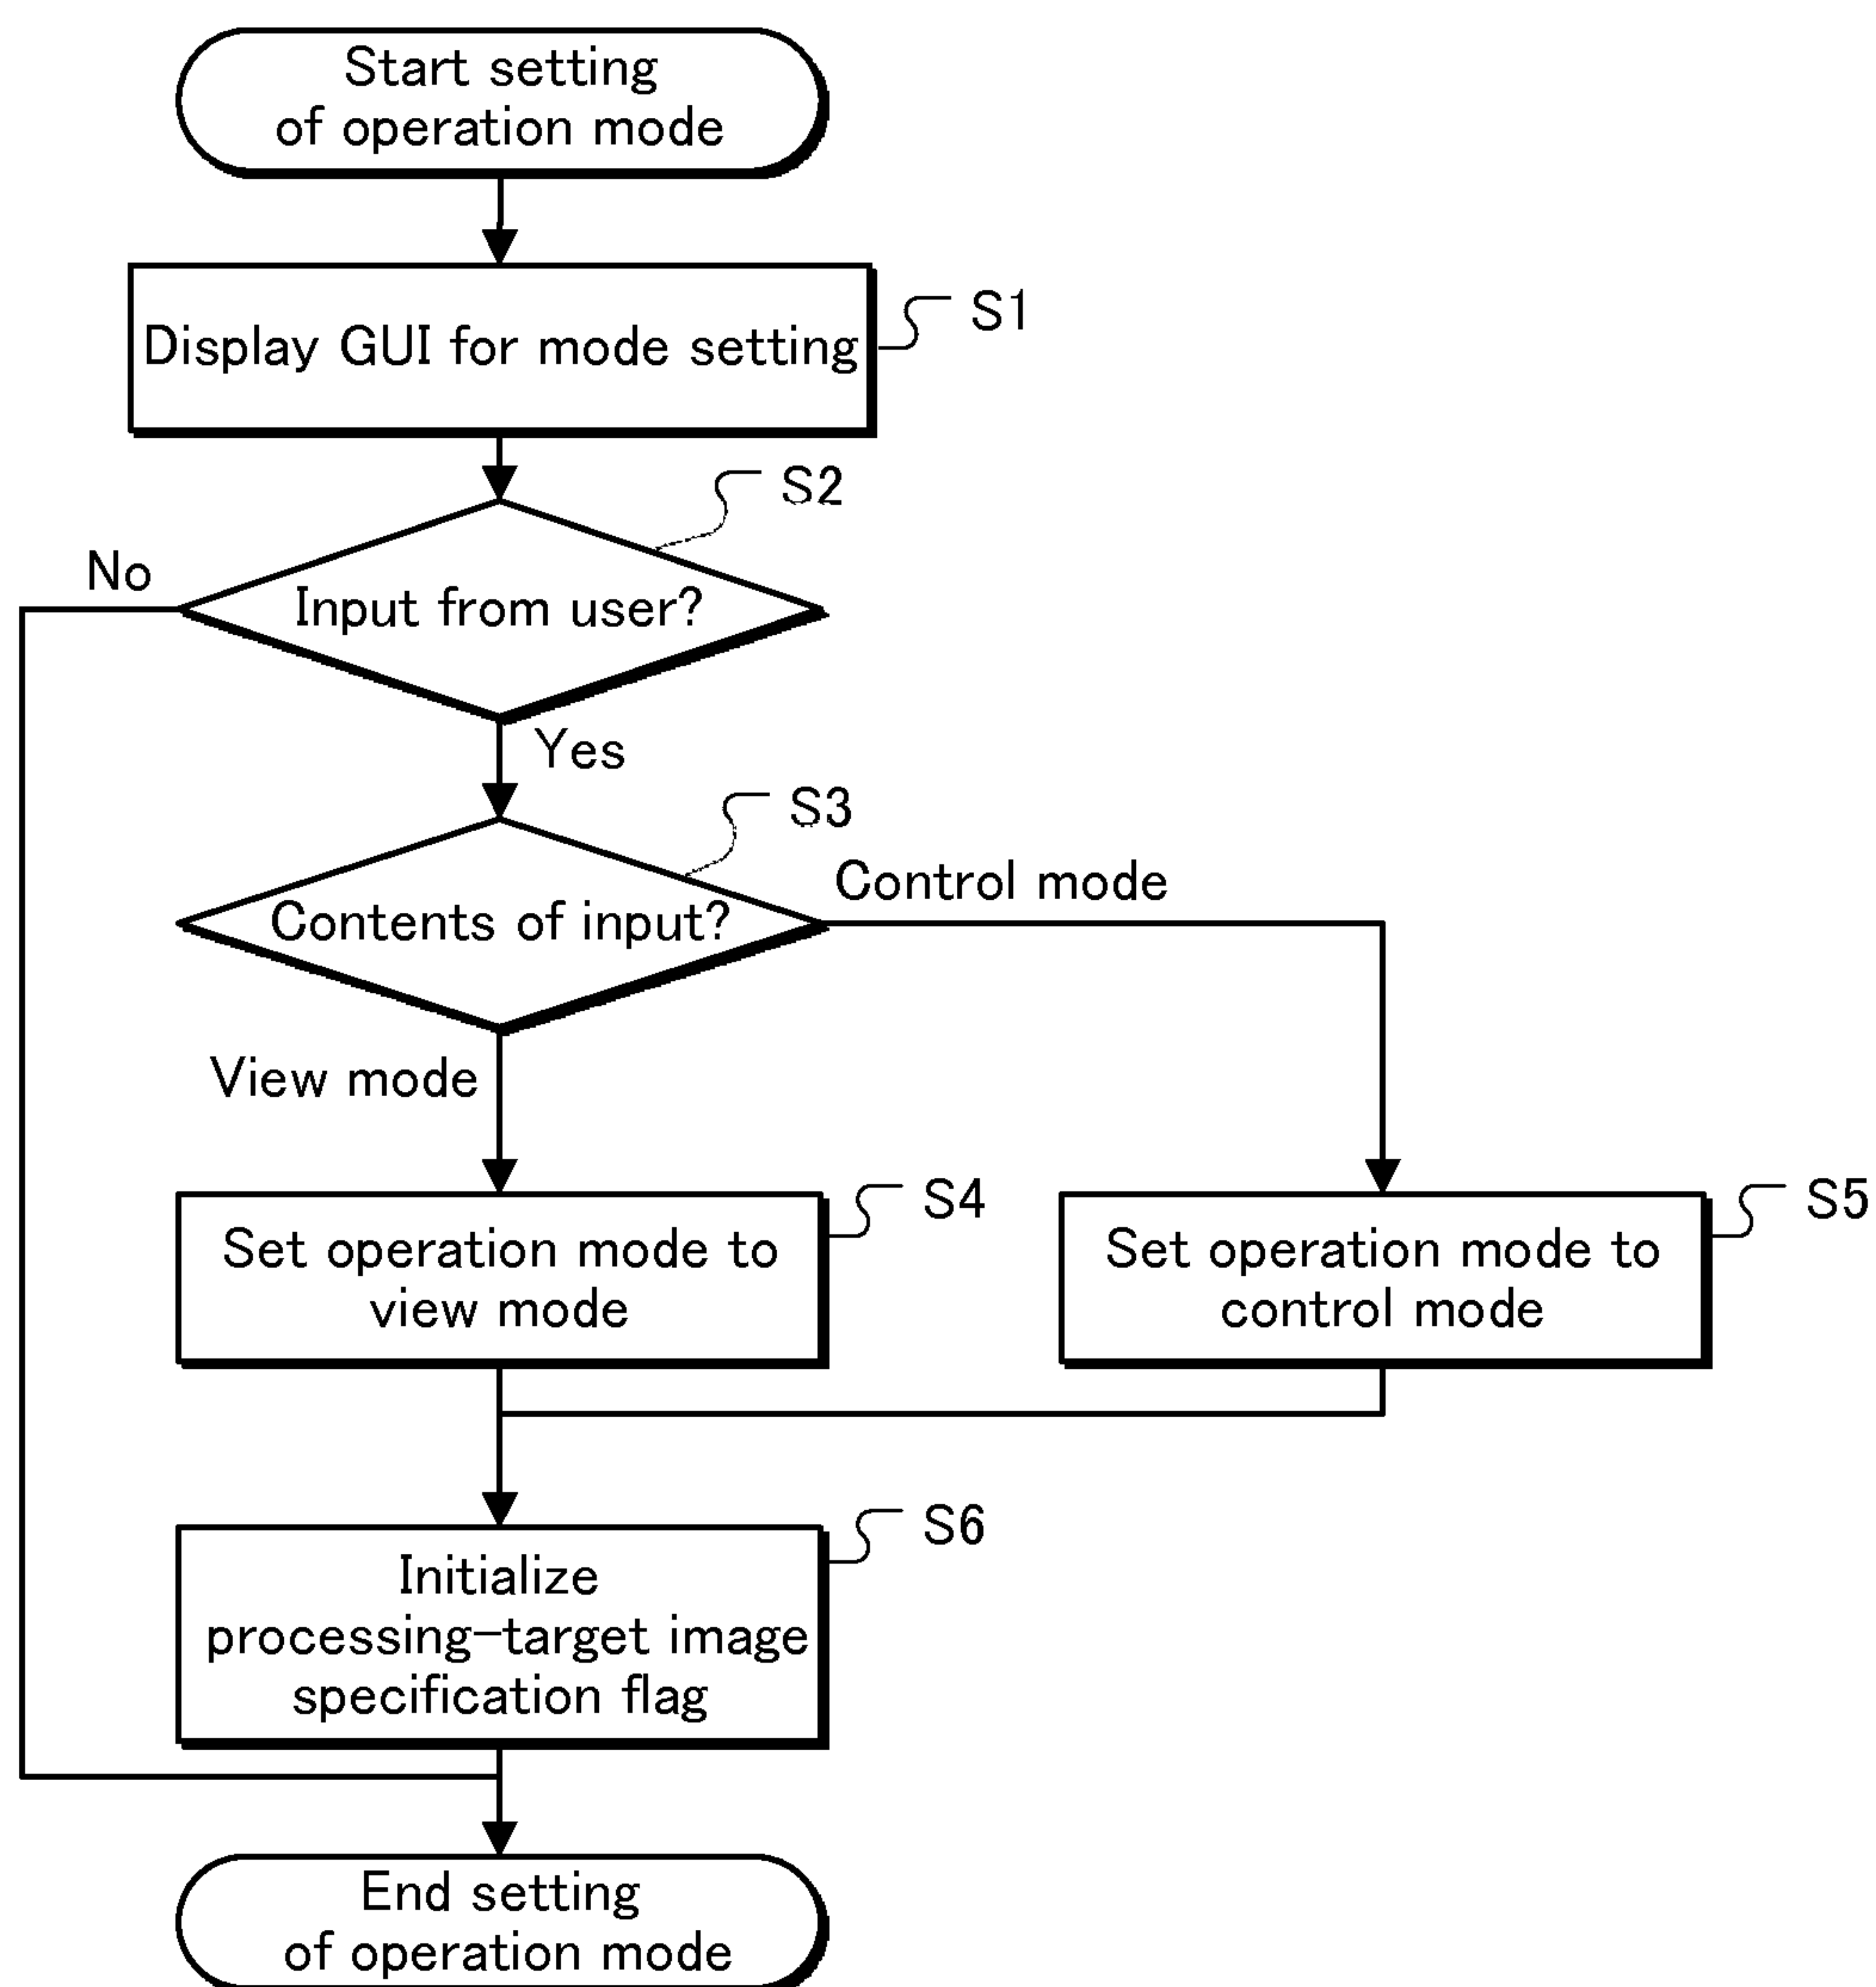 Start setting
of operation mode
Display GUI for mode setting
S1
S2
No
Input from user?
Yes
S3
Control mode
Contents of input?
View mode
S4
S5
Set operation mode to
view mode
Set operation mode to
control mode
S6
Initialize
processing-target image
specification flag
End setting
of operation mode